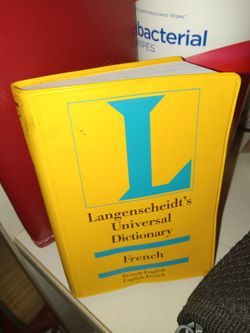 bacterial
WIPES
L
Langenscheidt's
Universal
Dictionary
French
French-English
English-French